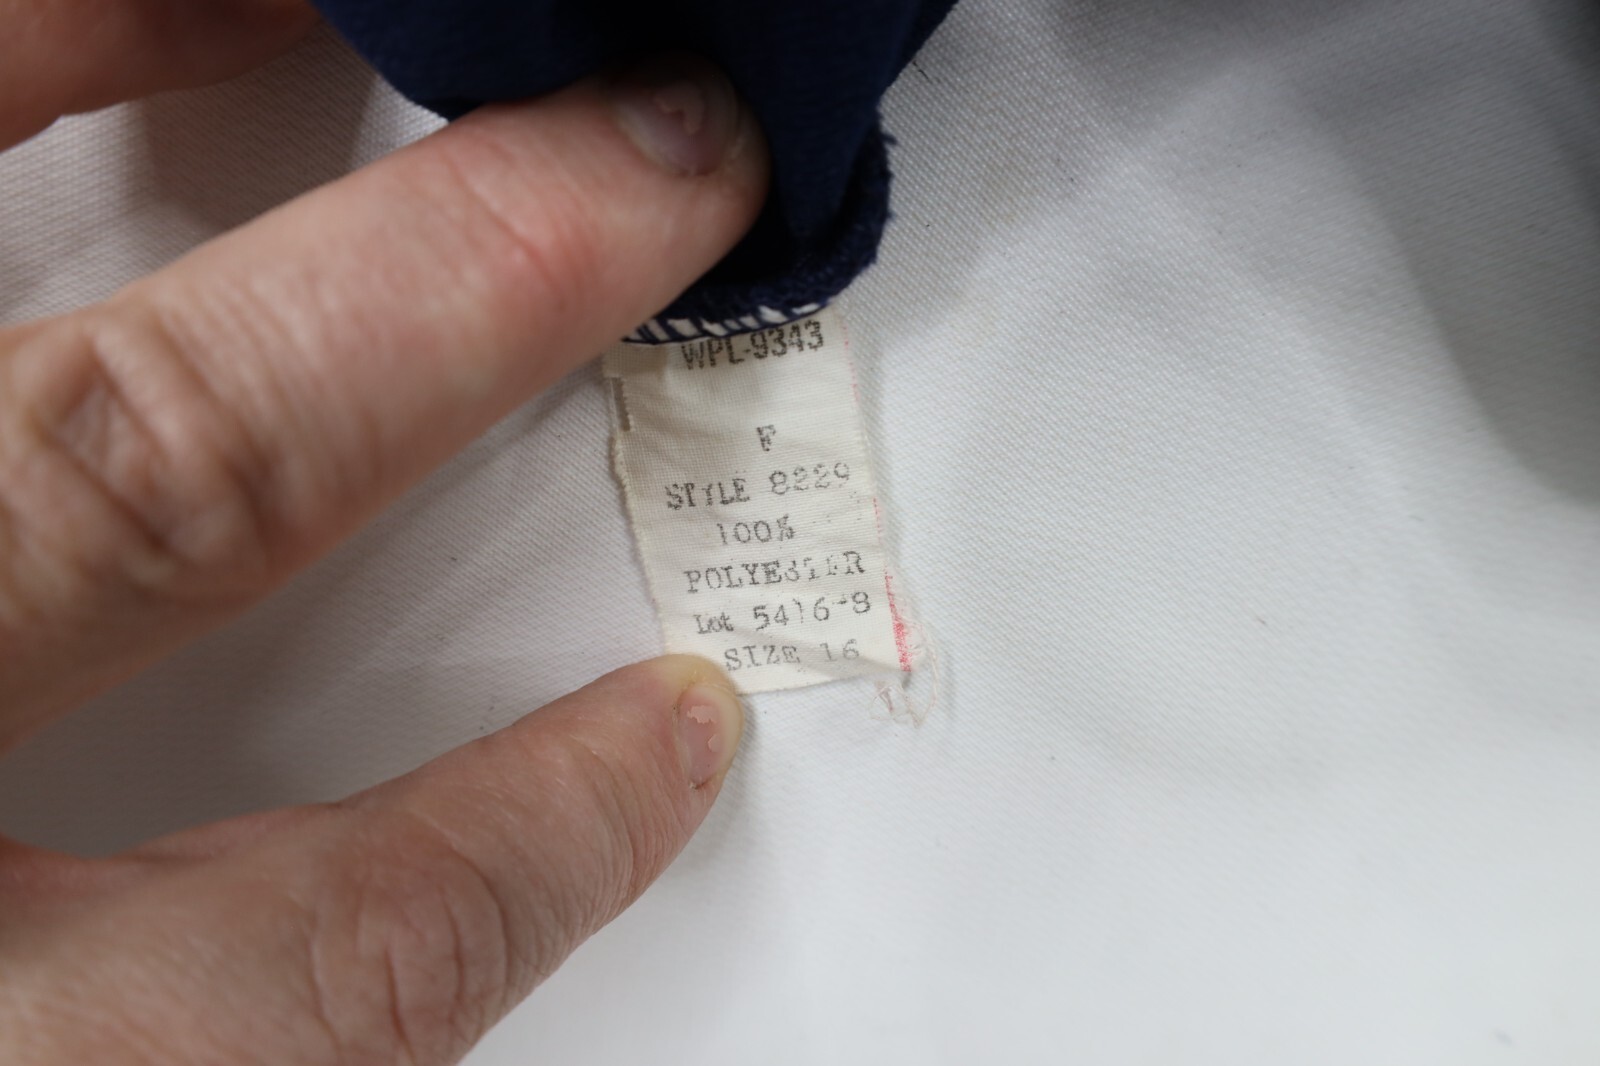 WPL-9343
F
STYLE 8229
100%
POLYESTER
Lot 5416-8
SIZE 16